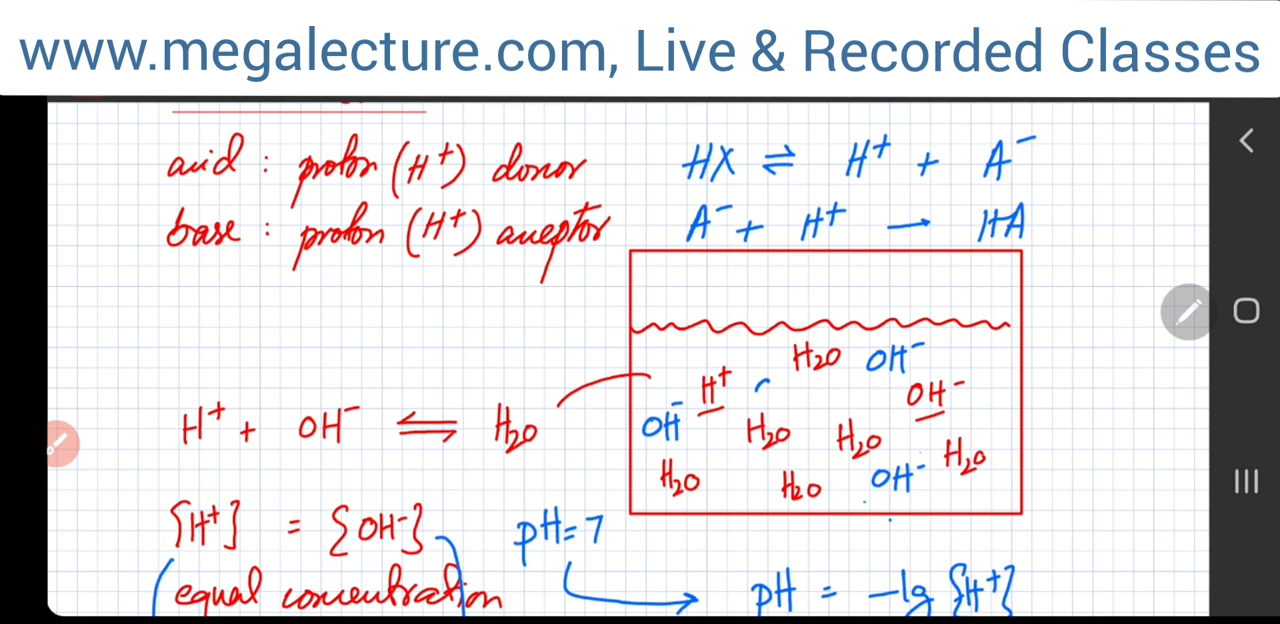 www.megalecture.com, Live & Recorded Classes
acid : proton (H⁺) donor
HX ⇌ H⁺ + A⁻
base : proton (H⁺) aceptor
A⁻ + H⁺ → HA
H₂O OH⁻
H⁺ OH⁻
OH⁻ H₂O H₂O H₂O
H₂O H₂O OH⁻
H⁺ + OH⁻ ⇌ H₂O
{H⁺] = {OH⁻} pH = 7
(equal concentration
pH = -lg {H⁺}